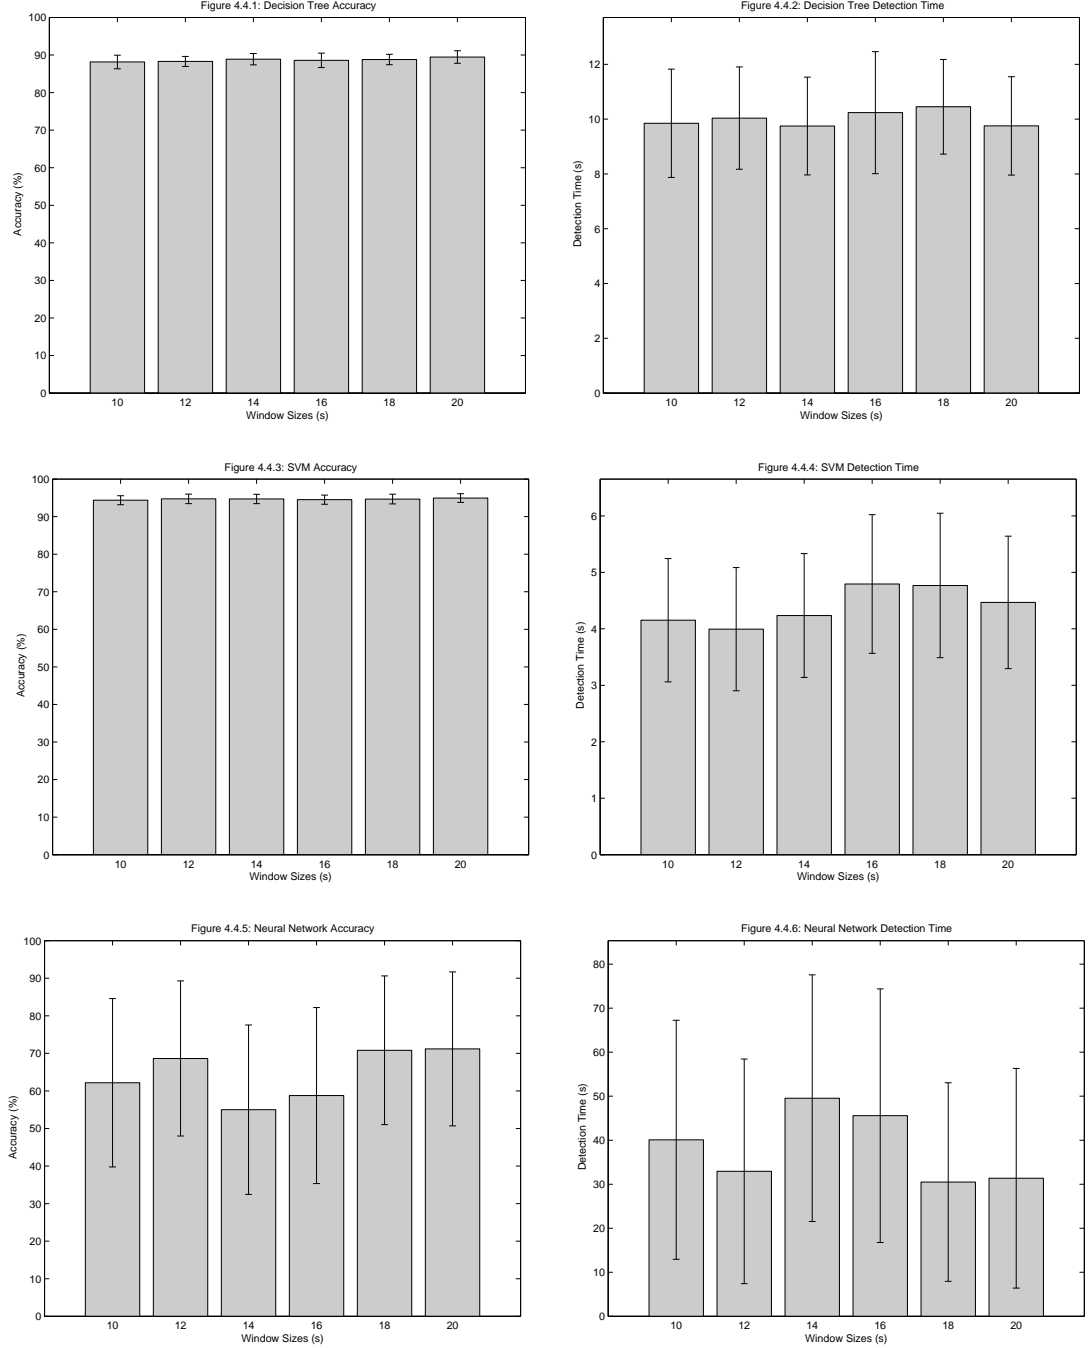 Figure 4.4.1: Decision Tree Accuracy
100
90
80
70
60
50
40
30
20
10
0
Accuracy (%)
10 12 14 16 18 20
Window Sizes (s)
Figure 4.4.2: Decision Tree Detection Time
12
10
8
6
4
2
0
Detection Time (s)
10 12 14 16 18 20
Window Sizes (s)
Figure 4.4.3: SVM Accuracy
100
90
80
70
60
50
40
30
20
10
0
Accuracy (%)
10 12 14 16 18 20
Window Sizes (s)
Figure 4.4.4: SVM Detection Time
6
5
4
3
2
1
0
Detection Time (s)
10 12 14 16 18 20
Window Sizes (s)
Figure 4.4.5: Neural Network Accuracy
100
90
80
70
60
50
40
30
20
10
0
Accuracy (%)
10 12 14 16 18 20
Window Sizes (s)
Figure 4.4.6: Neural Network Detection Time
80
70
60
50
40
30
20
10
0
Detection Time (s)
10 12 14 16 18 20
Window Sizes (s)